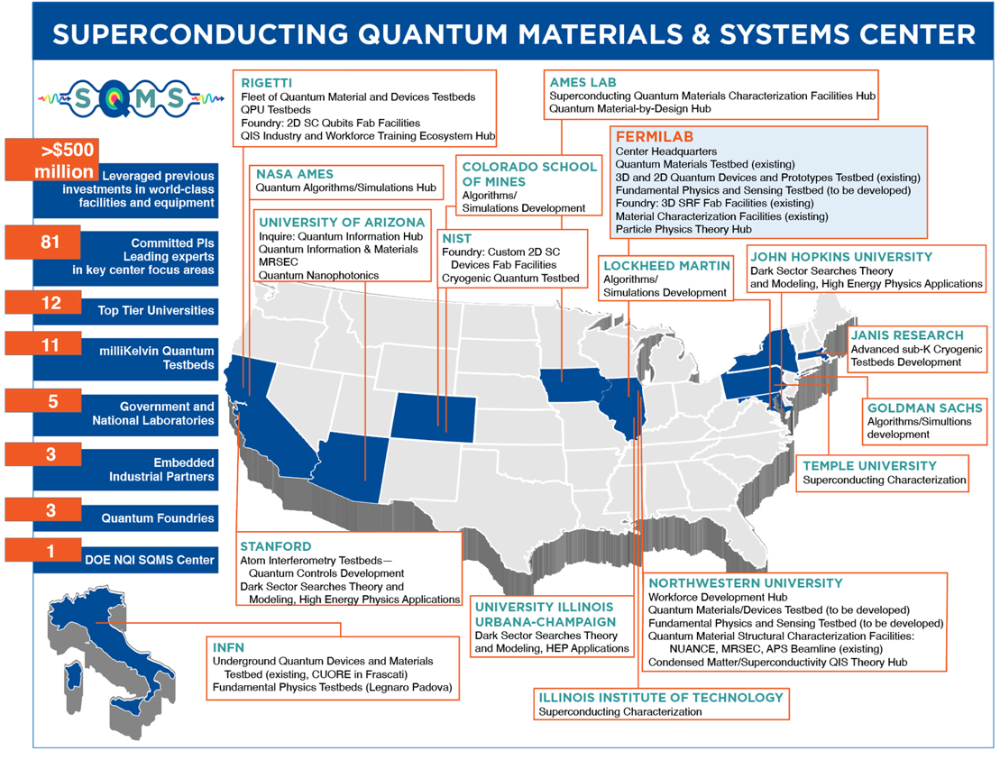 SUPERCONDUCTING QUANTUM MATERIALS & SYSTEMS CENTER
SQMS
>$500
million
Leveraged previous
investments in world-class
facilities and equipment
81
Committed PIs
Leading experts
in key center focus areas
12
Top Tier Universities
11
milliKelvin Quantum
Testbeds
5
Government and
National Laboratories
3
Embedded
Industrial Partners
3
Quantum Foundries
1
DOE NQI SQMS Center
RIGETTI
Fleet of Quantum Material and Devices Testbeds
QPU Testbeds
Foundry: 2D SC Qubits Fab Facilities
QIS Industry and Workforce Training Ecosystem Hub
AMES LAB
Superconducting Quantum Materials Characterization Facilities Hub
Quantum Material-by-Design Hub
FERMILAB
Center Headquarters
Quantum Materials Testbed (existing)
3D and 2D Quantum Devices and Prototypes Testbed (existing)
Fundamental Physics and Sensing Testbed (to be developed)
Foundry: 3D SRF Fab Facilities (existing)
Material Characterization Facilities (existing)
Particle Physics Theory Hub
NASA AMES
Quantum Algorithms/Simulations Hub
COLORADO SCHOOL
OF MINES
Algorithms/
Simulations Development
UNIVERSITY OF ARIZONA
Inquire: Quantum Information Hub
Quantum Information & Materials
MRSEC
Quantum Nanophotonics
NIST
Foundry: Custom 2D SC
Devices Fab Facilities
Cryogenic Quantum Testbed
LOCKHEED MARTIN
Algorithms/
Simulations Development
JOHN HOPKINS UNIVERSITY
Dark Sector Searches Theory
and Modeling, High Energy Physics Applications
JANIS RESEARCH
Advanced sub-K Cryogenic
Testbeds Development
GOLDMAN SACHS
Algorithms/Simultions
development
TEMPLE UNIVERSITY
Superconducting Characterization
STANFORD
Atom Interferometry Testbeds—
Quantum Controls Development
Dark Sector Searches Theory and
Modeling, High Energy Physics Applications
UNIVERSITY ILLINOIS
URBANA-CHAMPAIGN
Dark Sector Searches Theory
and Modeling, HEP Applications
NORTHWESTERN UNIVERSITY
Workforce Development Hub
Quantum Materials/Devices Testbed (to be developed)
Fundamental Physics and Sensing Testbed (to be developed)
Quantum Material Structural Characterization Facilities:
NUANCE, MRSEC, APS Beamline (existing)
Condensed Matter/Superconductivity QIS Theory Hub
INFN
Underground Quantum Devices and Materials
Testbed (existing, CUORE in Frascati)
Fundamental Physics Testbeds (Legnaro Padova)
ILLINOIS INSTITUTE OF TECHNOLOGY
Superconducting Characterization